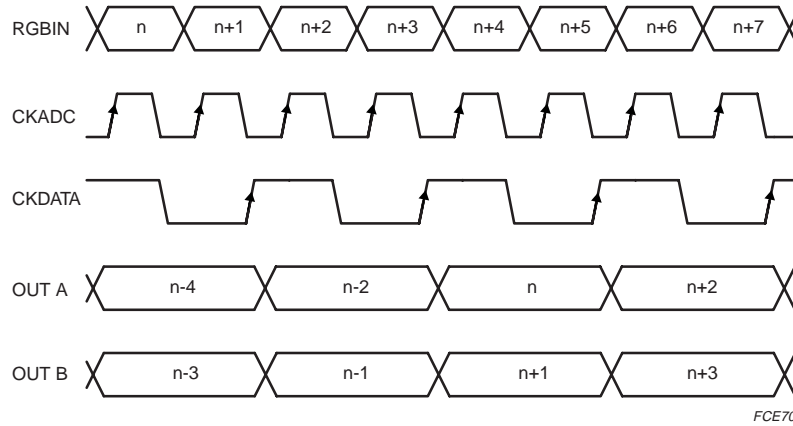 RGBIN n n+1 n+2 n+3 n+4 n+5 n+6 n+7
CKADC
CKDATA
OUT A n-4 n-2 n n+2
OUT B n-3 n-1 n+1 n+3
FCE70